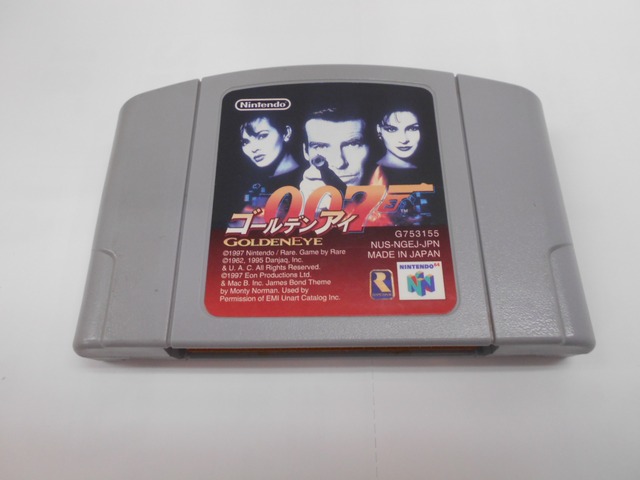 Nintendo
007
TM
ゴールデンアイ
GOLDENEYE
G753155
NUS-NGEJ-JPN
MADE IN JAPAN
©1997 Nintendo / Rare. Game by Rare
©1962, 1995 Danjaq, Inc.
& U. A. C. All Rights Reserved.
©1997 Eon Productions Ltd.
& Mac B. Inc. James Bond Theme
by Monty Norman. Used by
Permission of EMI Unart Catalog Inc.
NINTENDO 64